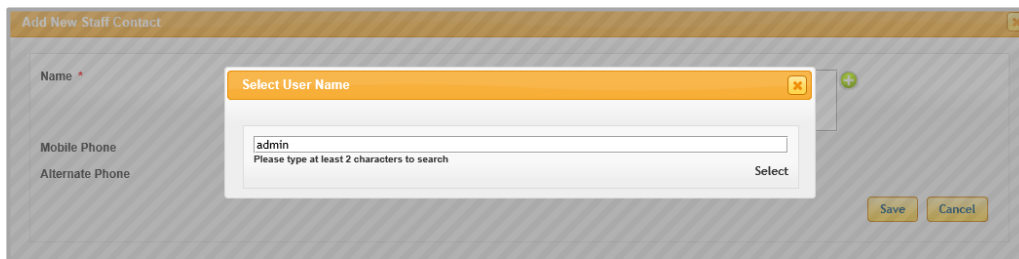 Add New Staff Contact
Name *
Select User Name
admin
Please type at least 2 characters to search
Select
Mobile Phone
Alternate Phone
Save Cancel